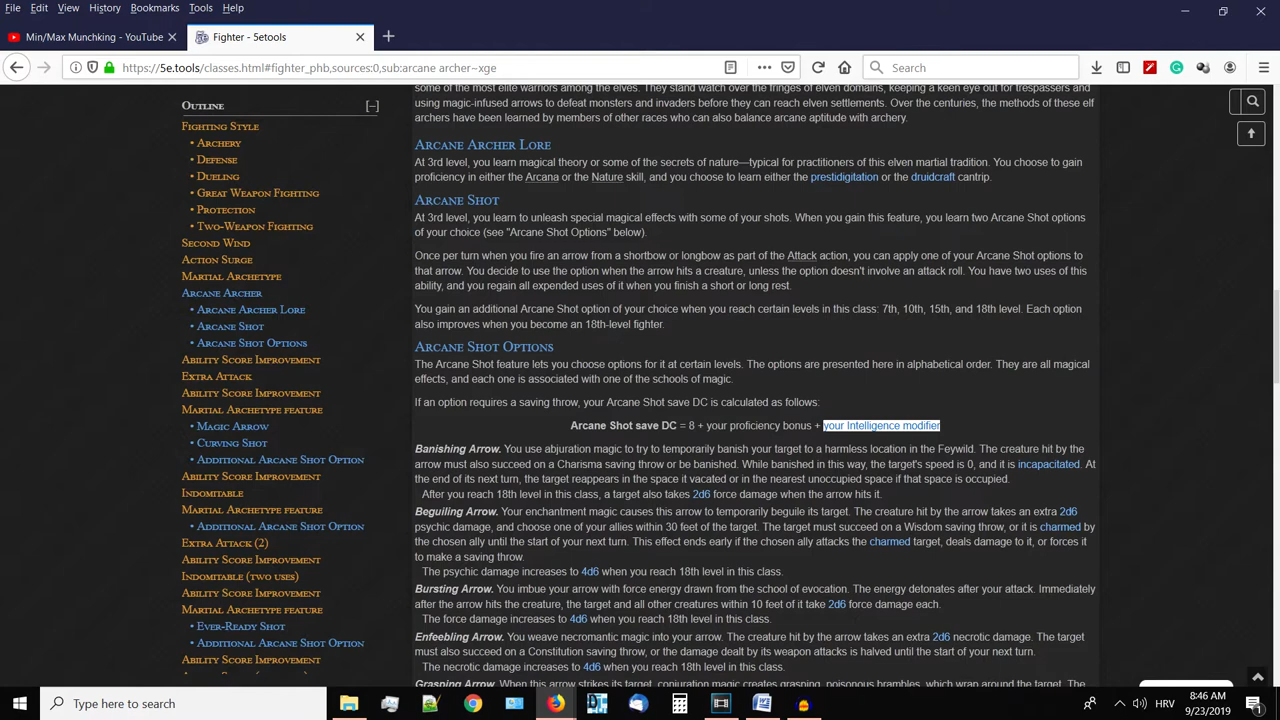 File Edit View History Bookmarks Tools Help
Min/Max Munchking - YouTube
Fighter - 5etools
https://5e.tools/classes.html#fighter_phb,sources:0,sub:arcane archer~xge
Search
Outline [–]
Fighting Style
• Archery
• Defense
• Dueling
• Great Weapon Fighting
• Protection
• Two-Weapon Fighting
Second Wind
Action Surge
Martial Archetype
Arcane Archer
• Arcane Archer Lore
• Arcane Shot
• Arcane Shot Options
Ability Score Improvement
Extra Attack
Ability Score Improvement
Martial Archetype feature
• Magic Arrow
• Curving Shot
• Additional Arcane Shot Option
Ability Score Improvement
Indomitable
Martial Archetype feature
• Additional Arcane Shot Option
Extra Attack (2)
Ability Score Improvement
Indomitable (two uses)
Ability Score Improvement
Martial Archetype feature
• Ever-Ready Shot
• Additional Arcane Shot Option
Ability Score Improvement
some of the most elite warriors among the elves. They stand watch over the fringes of elven domains, keeping a keen eye out for trespassers and
using magic-infused arrows to defeat monsters and invaders before they can reach elven settlements. Over the centuries, the methods of these elf
archers have been learned by members of other races who can also balance arcane aptitude with archery.
Arcane Archer Lore
At 3rd level, you learn magical theory or some of the secrets of nature—typical for practitioners of this elven martial tradition. You choose to gain
proficiency in either the Arcana or the Nature skill, and you choose to learn either the prestidigitation or the druidcraft cantrip.
Arcane Shot
At 3rd level, you learn to unleash special magical effects with some of your shots. When you gain this feature, you learn two Arcane Shot options
of your choice (see "Arcane Shot Options" below).
Once per turn when you fire an arrow from a shortbow or longbow as part of the Attack action, you can apply one of your Arcane Shot options to
that arrow. You decide to use the option when the arrow hits a creature, unless the option doesn't involve an attack roll. You have two uses of this
ability, and you regain all expended uses of it when you finish a short or long rest.
You gain an additional Arcane Shot option of your choice when you reach certain levels in this class: 7th, 10th, 15th, and 18th level. Each option
also improves when you become an 18th-level fighter.
Arcane Shot Options
The Arcane Shot feature lets you choose options for it at certain levels. The options are presented here in alphabetical order. They are all magical
effects, and each one is associated with one of the schools of magic.
If an option requires a saving throw, your Arcane Shot save DC is calculated as follows:
Arcane Shot save DC = 8 + your proficiency bonus + your Intelligence modifier
Banishing Arrow. You use abjuration magic to try to temporarily banish your target to a harmless location in the Feywild. The creature hit by the
arrow must also succeed on a Charisma saving throw or be banished. While banished in this way, the target's speed is 0, and it is incapacitated. At
the end of its next turn, the target reappears in the space it vacated or in the nearest unoccupied space if that space is occupied.
After you reach 18th level in this class, a target also takes 2d6 force damage when the arrow hits it.
Beguiling Arrow. Your enchantment magic causes this arrow to temporarily beguile its target. The creature hit by the arrow takes an extra 2d6
psychic damage, and choose one of your allies within 30 feet of the target. The target must succeed on a Wisdom saving throw, or it is charmed by
the chosen ally until the start of your next turn. This effect ends early if the chosen ally attacks the charmed target, deals damage to it, or forces it
to make a saving throw.
The psychic damage increases to 4d6 when you reach 18th level in this class.
Bursting Arrow. You imbue your arrow with force energy drawn from the school of evocation. The energy detonates after your attack. Immediately
after the arrow hits the creature, the target and all other creatures within 10 feet of it take 2d6 force damage each.
The force damage increases to 4d6 when you reach 18th level in this class.
Enfeebling Arrow. You weave necromantic magic into your arrow. The creature hit by the arrow takes an extra 2d6 necrotic damage. The target
must also succeed on a Constitution saving throw, or the damage dealt by its weapon attacks is halved until the start of your next turn.
The necrotic damage increases to 4d6 when you reach 18th level in this class.
Grasping Arrow. When this arrow strikes its target, conjuration magic creates grasping, poisonous brambles, which wrap around the target. The
Type here to search
HRV
8:46 AM
9/23/2019
1